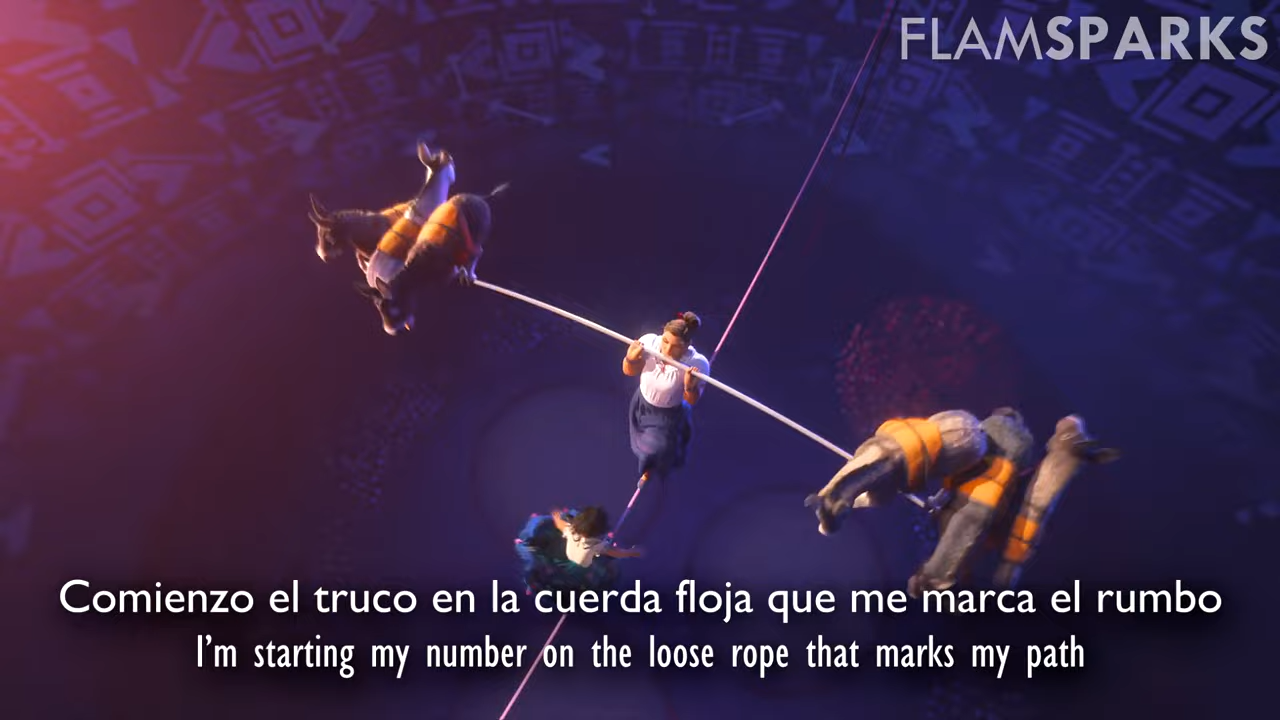 FLAMSPARKS
Comienzo el truco en la cuerda floja que me marca el rumbo
I'm starting my number on the loose rope that marks my path